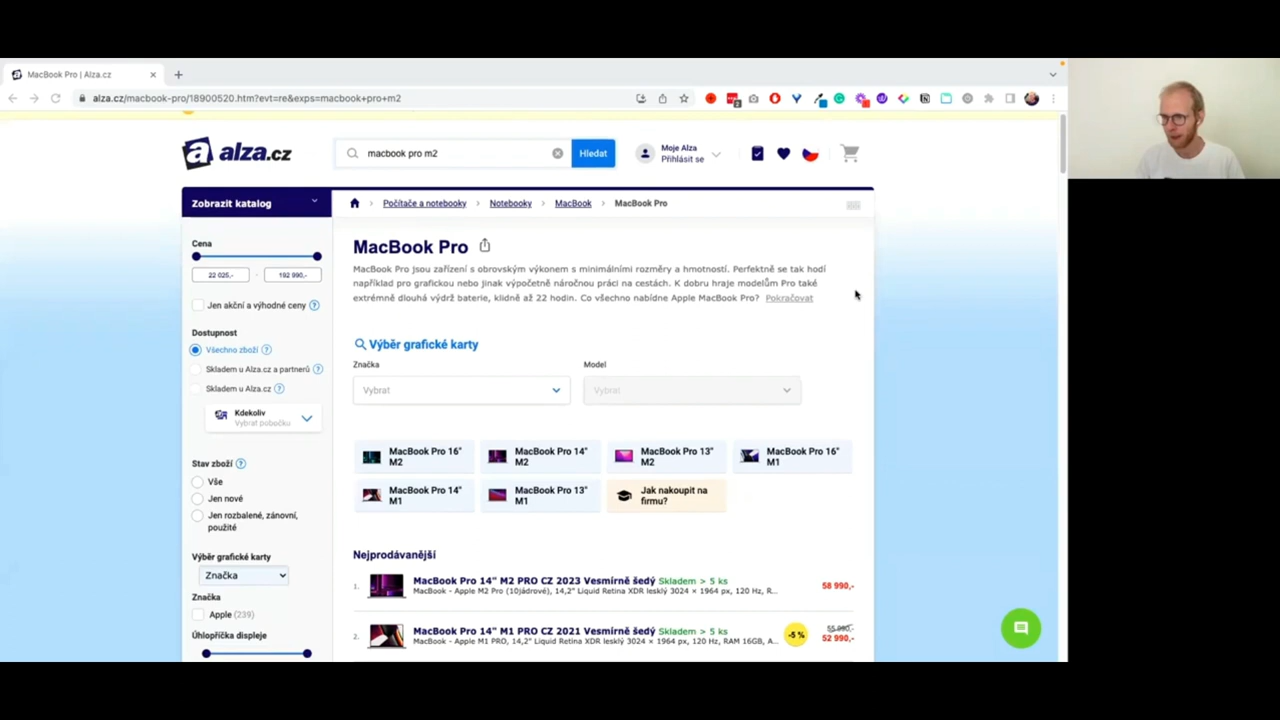 MacBook Pro | Alza.cz
alza.cz/macbook-pro/18900520.htm?evt=re&exps=macbook+pro+m2
alza.cz
macbook pro m2
Hledat
Moje Alza
Přihlásit se
Zobrazit katalog
Počítače a notebooky
Notebooky
MacBook
MacBook Pro
Cena
22 025,-
-
192 990,-
Jen akční a výhodné ceny
Dostupnost
Všechno zboží
Skladem u Alza.cz a partnerů
Skladem u Alza.cz
Kdekoliv
Vybrat pobočku
Stav zboží
Vše
Jen nové
Jen rozbalené, zánovní,
použité
Výběr grafické karty
Značka
Značka
Apple (239)
Úhlopříčka displeje
MacBook Pro
MacBook Pro jsou zařízení s obrovským výkonem s minimálními rozměry a hmotností. Perfektně se tak hodí
například pro grafickou nebo jinak výpočetně náročnou práci na cestách. K dobru hraje modelům Pro také
extrémně dlouhá výdrž baterie, klidně až 22 hodin. Co všechno nabídne Apple MacBook Pro? Pokračovat
Výběr grafické karty
Značka
Model
Vybrat
Vybrat
MacBook Pro 16"
M2
MacBook Pro 14"
M2
MacBook Pro 13"
M2
MacBook Pro 16"
M1
MacBook Pro 14"
M1
MacBook Pro 13"
M1
Jak nakoupit na
firmu?
Nejprodávanější
1.
MacBook Pro 14" M2 PRO CZ 2023 Vesmírně šedý Skladem > 5 ks
MacBook - Apple M2 Pro (10jádrové), 14,2" Liquid Retina XDR lesklý 3024 × 1964 px, 120 Hz, R...
58 990,-
2.
MacBook Pro 14" M1 PRO CZ 2021 Vesmírně šedý Skladem > 5 ks
MacBook - Apple M1 PRO, 14,2" Liquid Retina XDR lesklý 3024 × 1964 px, 120 Hz, RAM 16GB, A...
-5 %
55 990,-
52 990,-